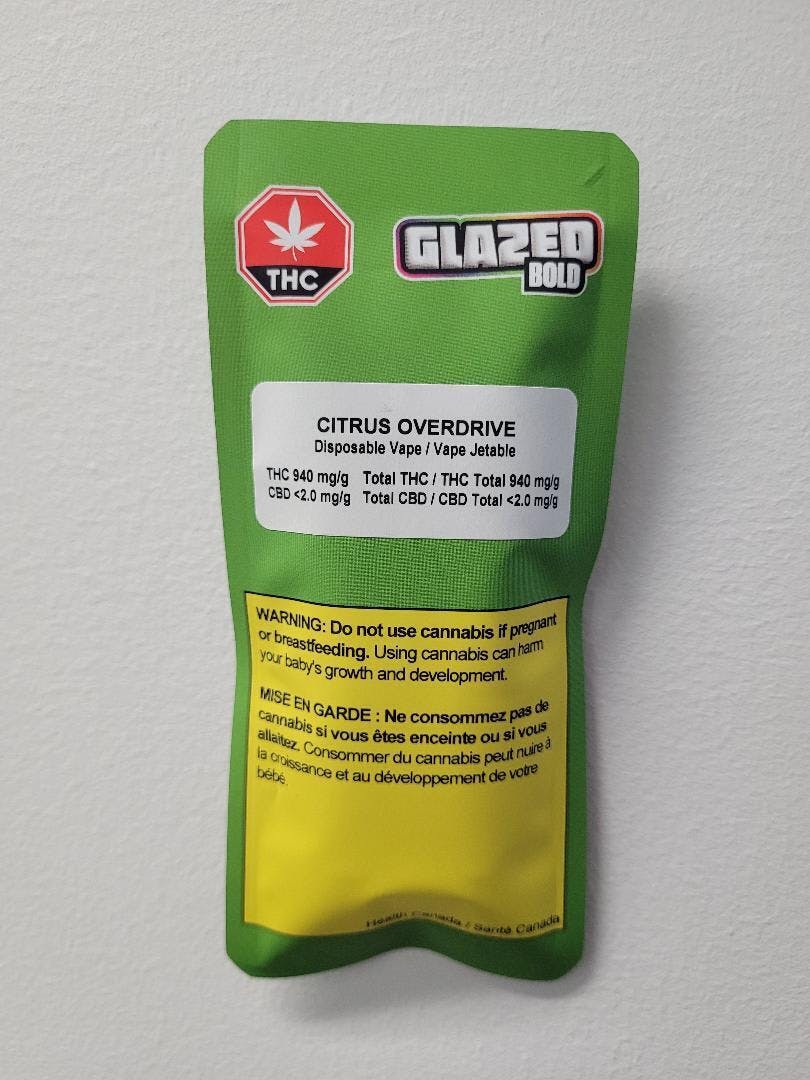 THC
GLAZED
BOLD
CITRUS OVERDRIVE
Disposable Vape / Vape Jetable
THC 940 mg/g Total THC / THC Total 940 mg/g
CBD <2.0 mg/g Total CBD / CBD Total <2.0 mg/g
WARNING: Do not use cannabis if pregnant
or breastfeeding. Using cannabis can harm
your baby's growth and development.
MISE EN GARDE : Ne consommez pas de
cannabis si vous êtes enceinte ou si vous
allaitez. Consommer du cannabis peut nuire à
la croissance et au développement de votre
bébé.
Health Canada / Santé Canada